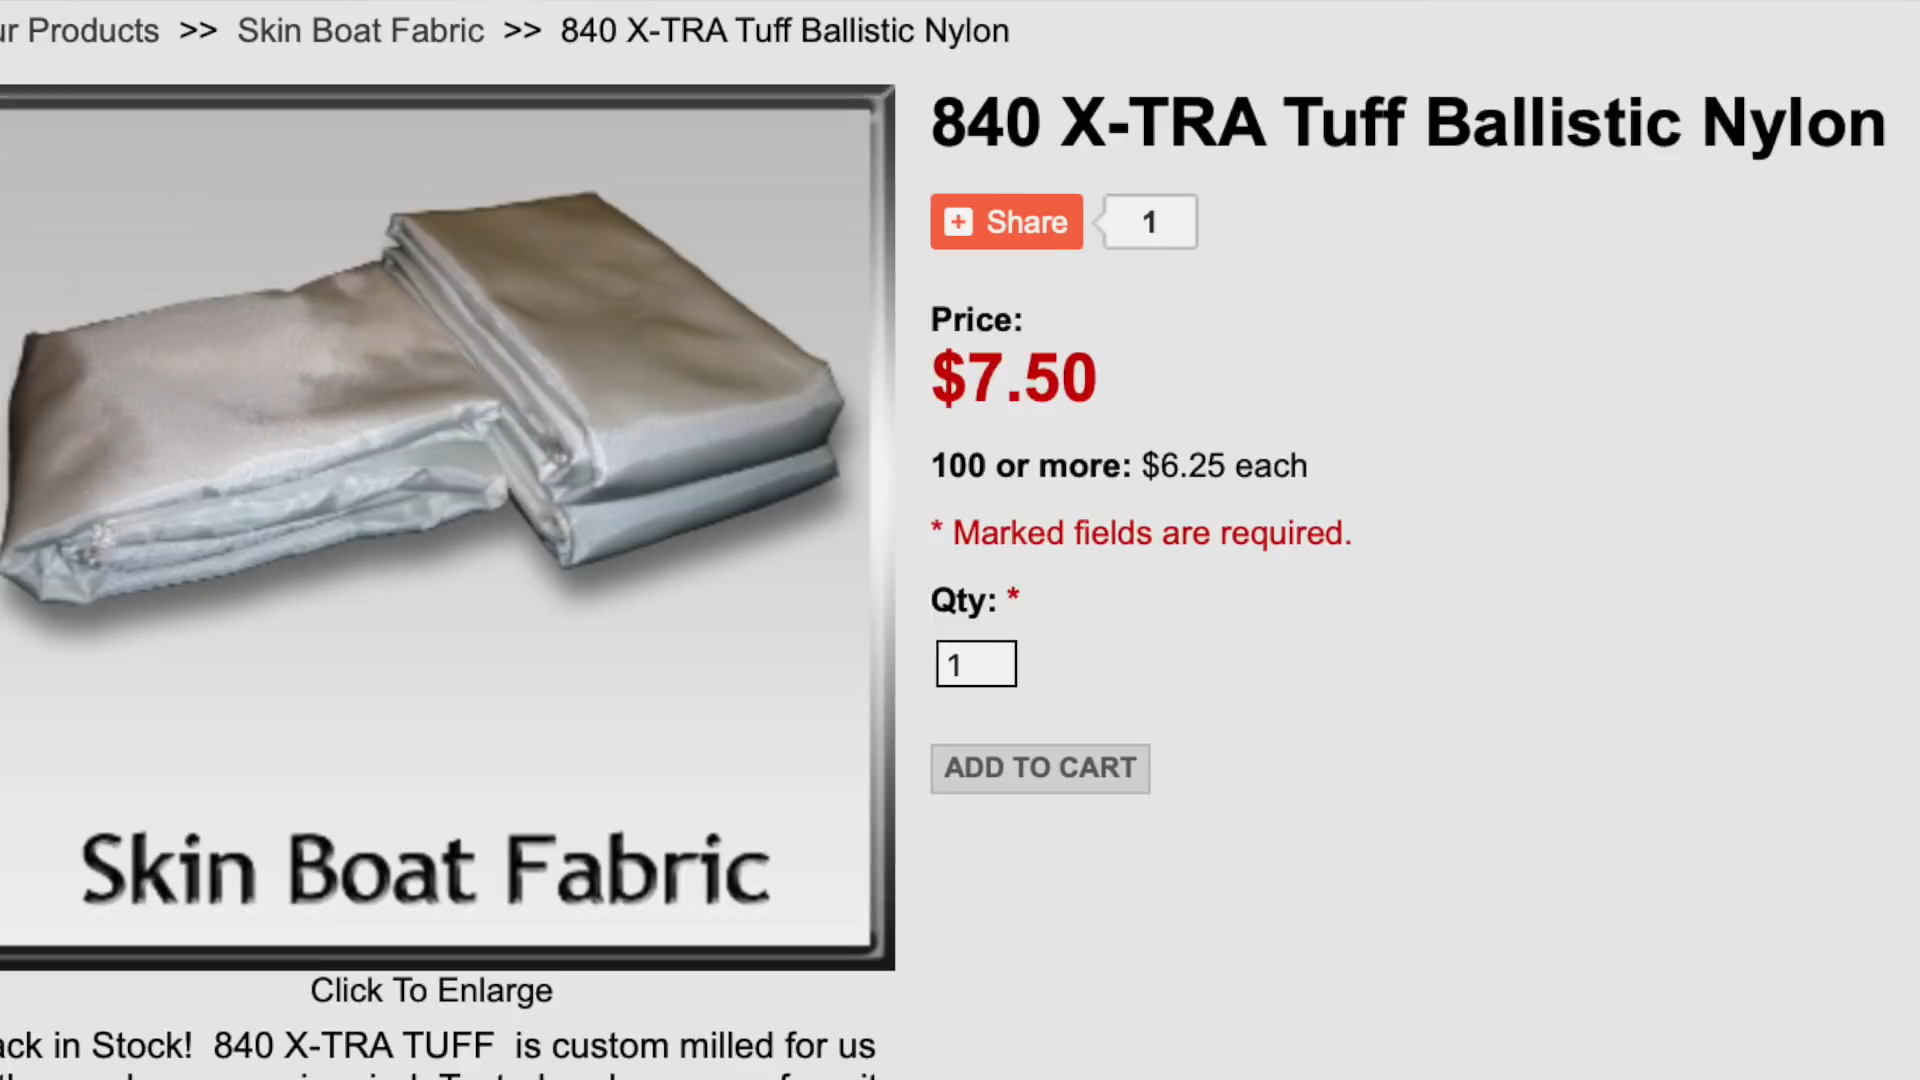 Products >> Skin Boat Fabric >> 840 X-TRA Tuff Ballistic Nylon
840 X-TRA Tuff Ballistic Nylon
Share 1
Price:
$7.50
100 or more: $6.25 each
* Marked fields are required.
Qty: *
1
ADD TO CART
Skin Boat Fabric
Click To Enlarge
in Stock! 840 X-TRA TUFF is custom milled for us